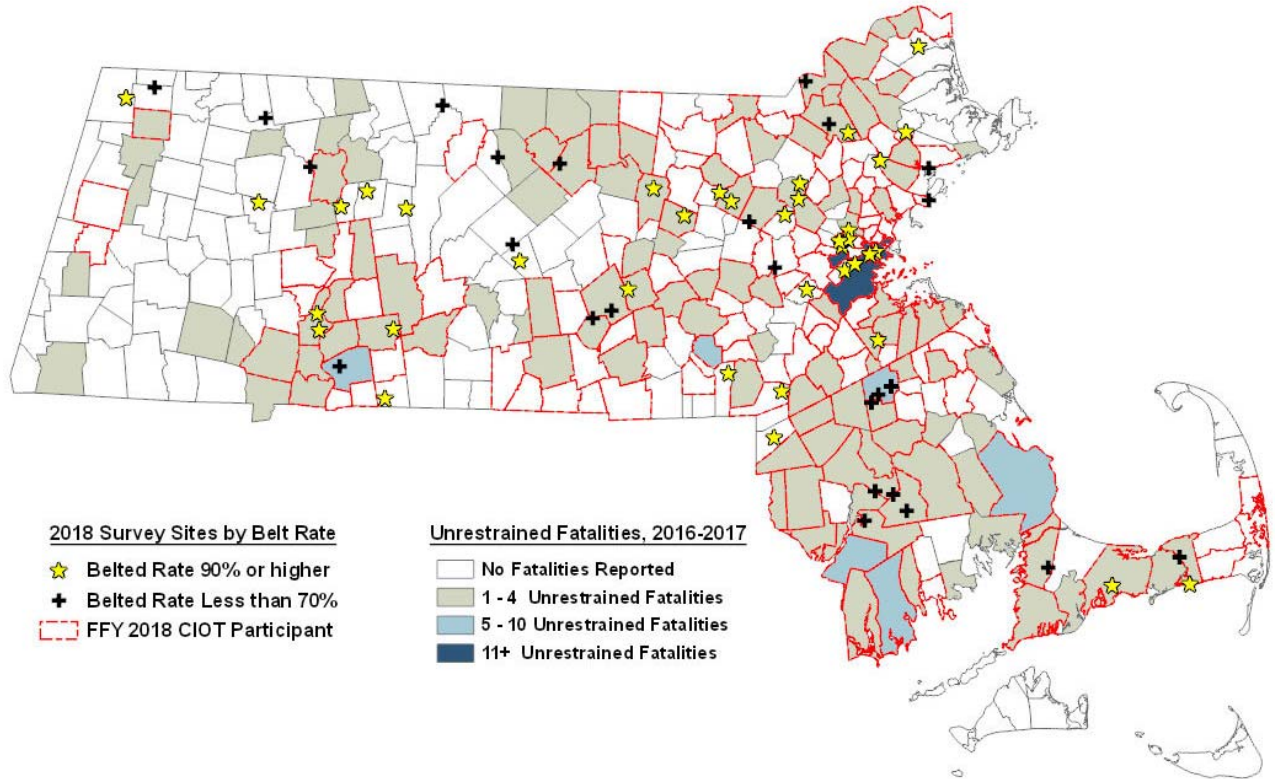 2018 Survey Sites by Belt Rate
Belted Rate 90% or higher
Belted Rate Less than 70%
FFY 2018 CIOT Participant
Unrestrained Fatalities, 2016-2017
No Fatalities Reported
1 - 4 Unrestrained Fatalities
5 - 10 Unrestrained Fatalities
11+ Unrestrained Fatalities